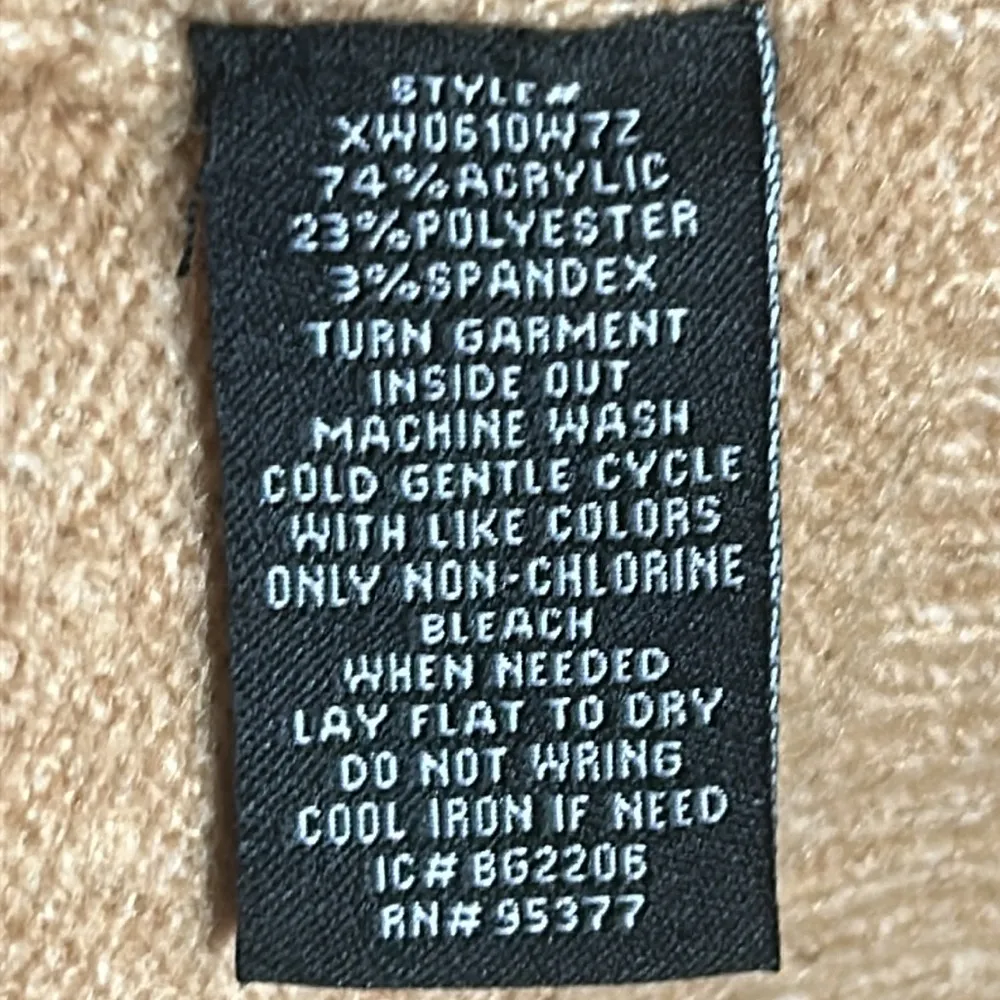 STYLE#
XW0610W7Z
74%ACRYLIC
23%POLYESTER
3%SPANDEX
TURN GARMENT
INSIDE OUT
MACHINE WASH
COLD GENTLE CYCLE
WITH LIKE COLORS
ONLY NON-CHLORINE
BLEACH
WHEN NEEDED
LAY FLAT TO DRY
DO NOT WRING
COOL IRON IF NEED
IC# BG2206
RN# 95377